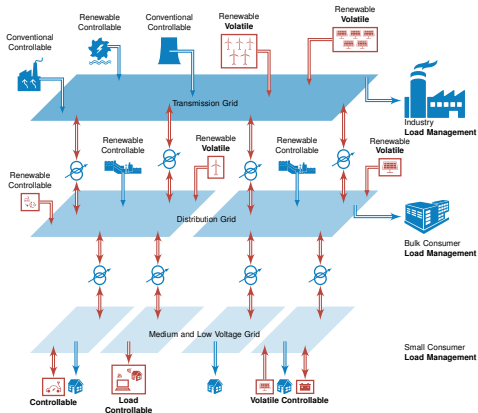 Renewable
Controllable
Conventional
Controllable
Renewable
Volatile
Renewable
Volatile
Conventional
Controllable
Transmission Grid
Industry
Load Management
Renewable
Controllable
Renewable
Volatile
Renewable
Controllable
Renewable
Volatile
Renewable
Controllable
Distribution Grid
Bulk Consumer
Load Management
Medium and Low Voltage Grid
Small Consumer
Load Management
Controllable
Load
Controllable
Volatile Controllable